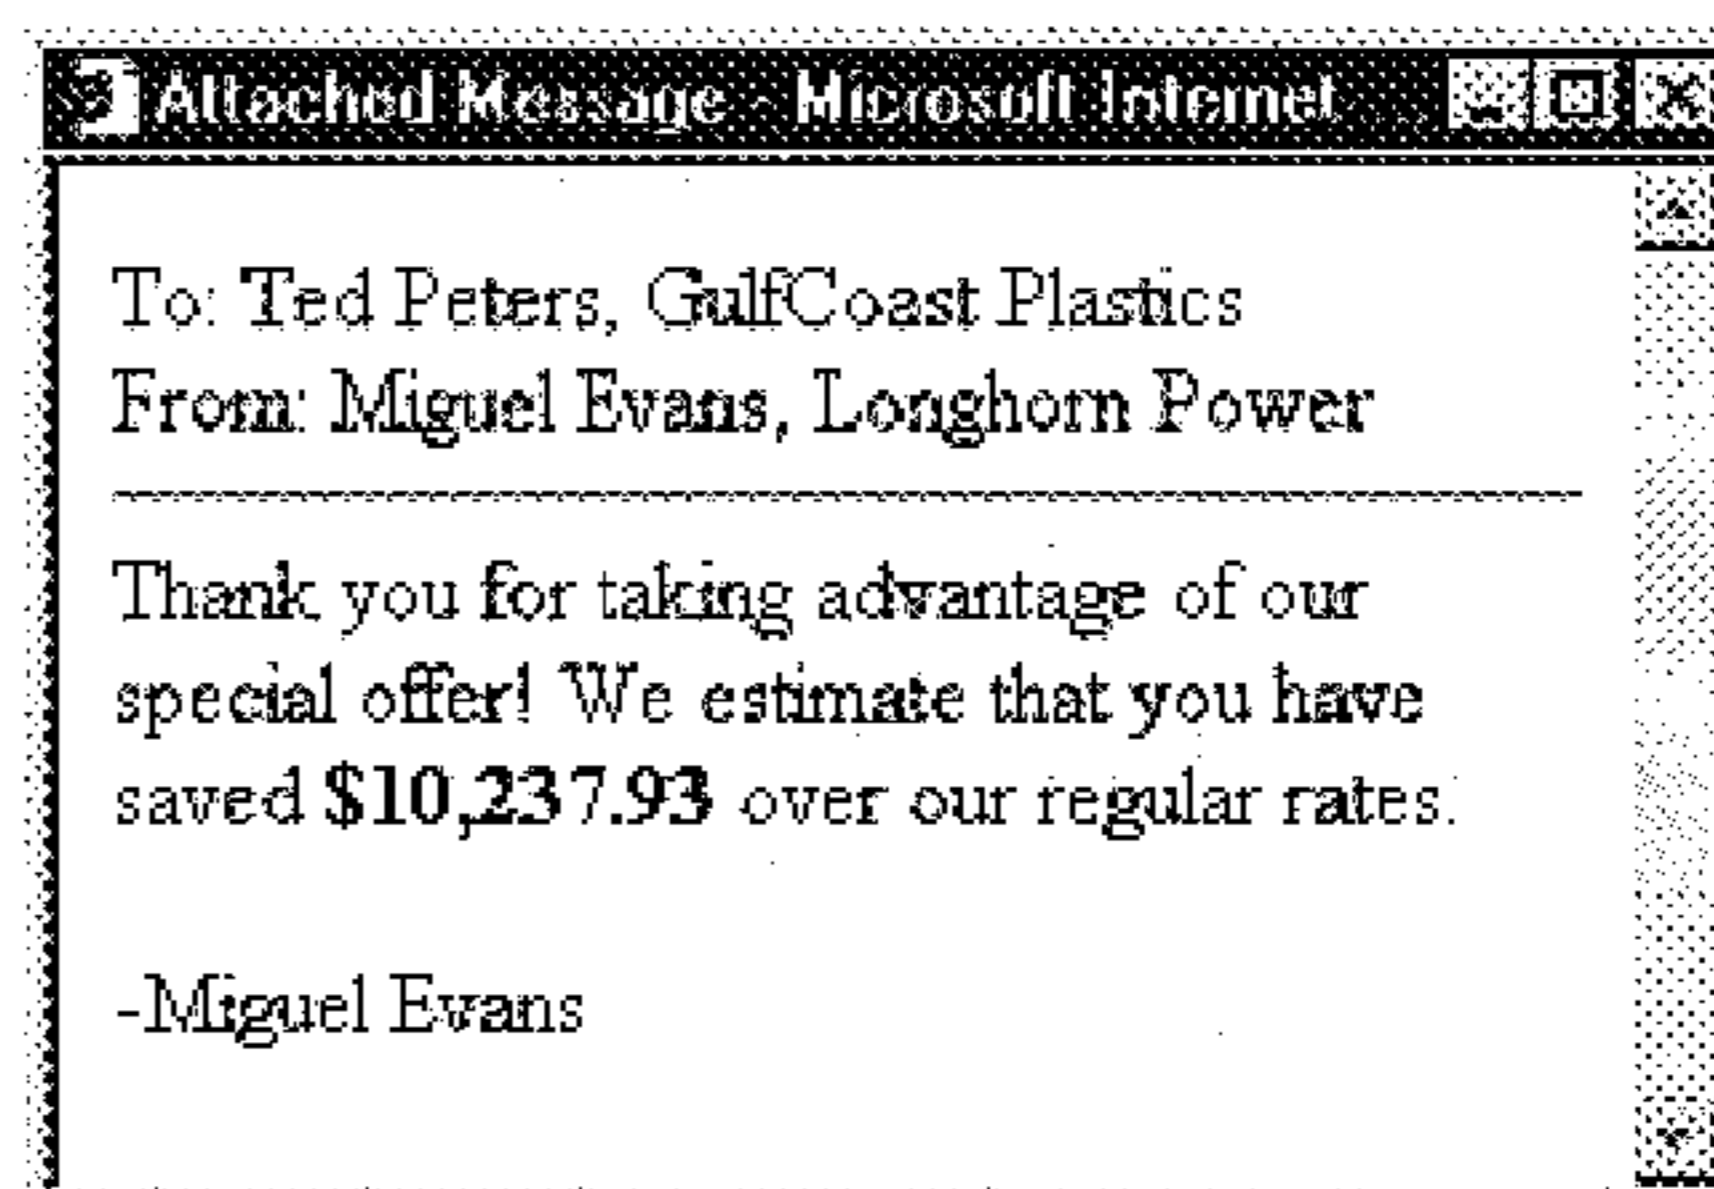 Attached Message - Microsoft Internet
To: Ted Peters, GulfCoast Plastics
From: Miguel Evans, Longhorn Power
Thank you for taking advantage of our
special offer! We estimate that you have
saved $10,237.93 over our regular rates.
-Miguel Evans